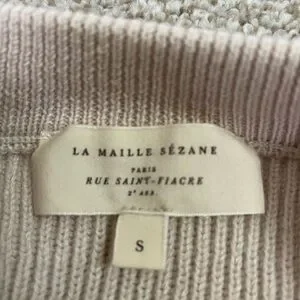 LA MAILLE SÉZANE
PARIS
RUE SAINT-FIACRE
2e ARR.
S